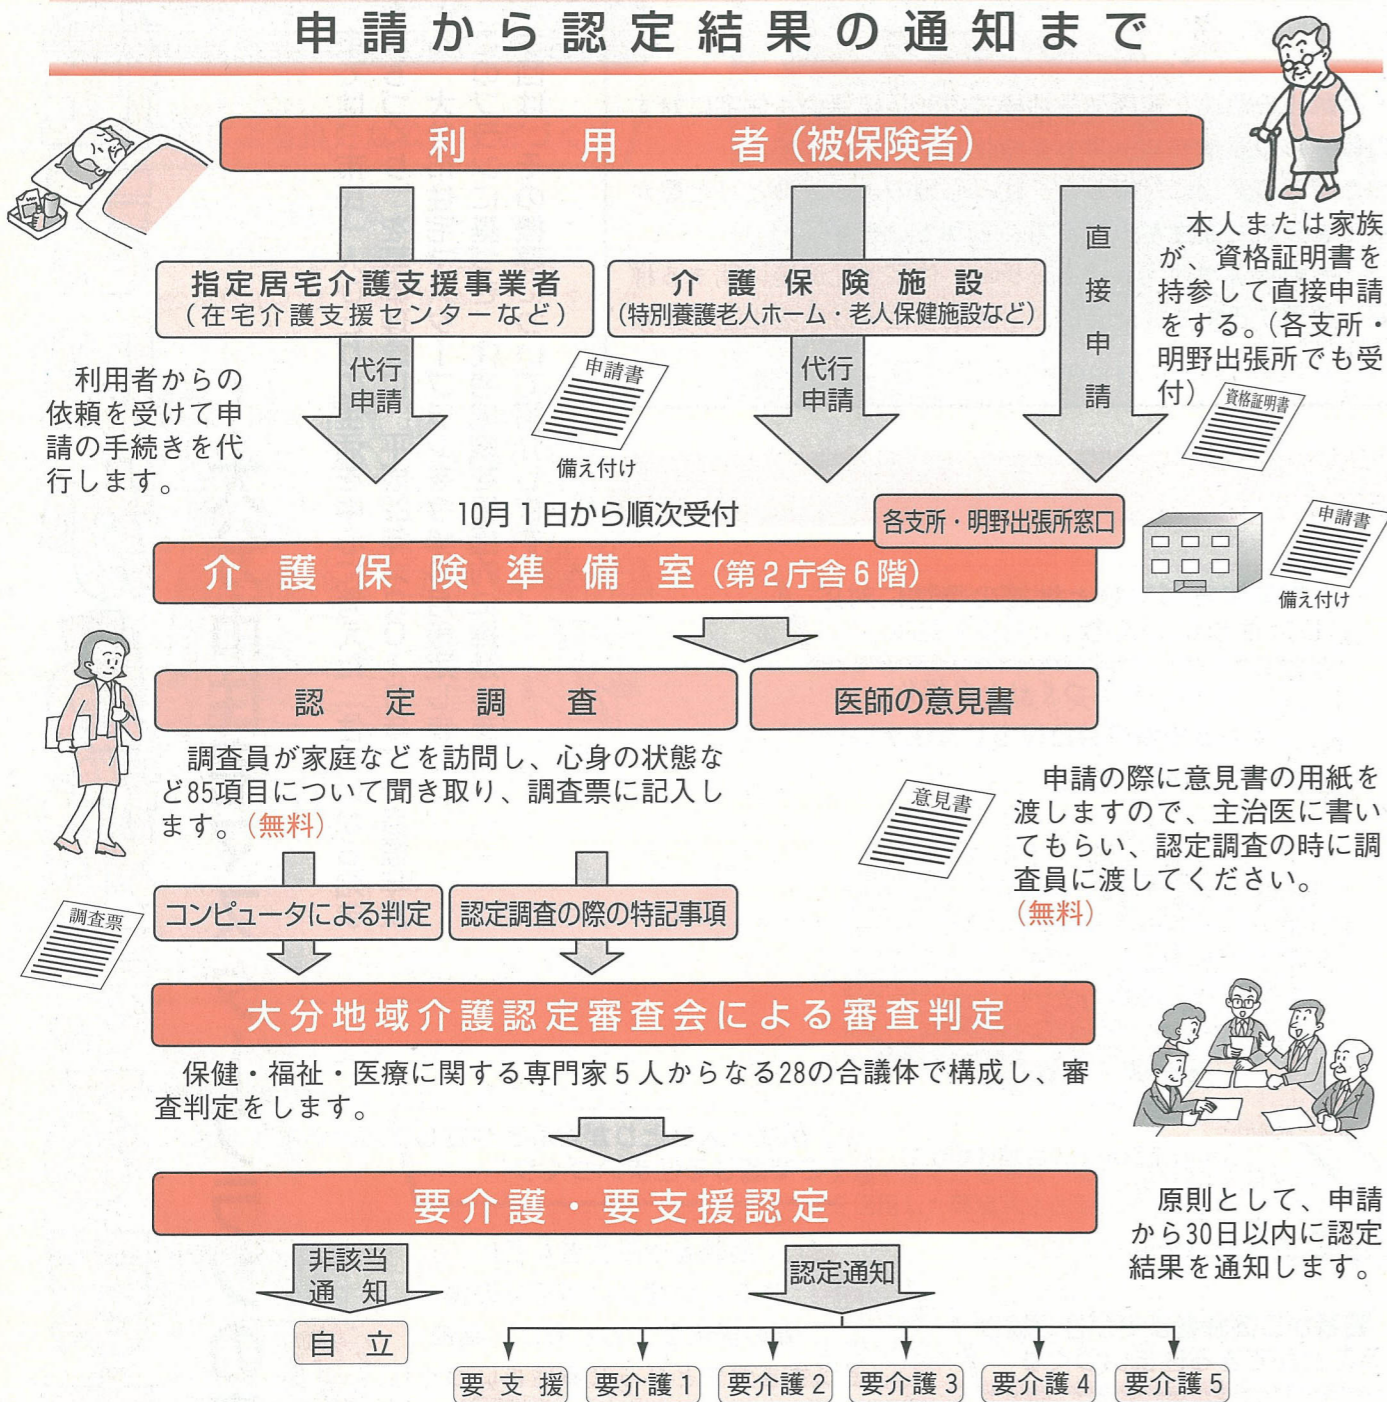 申請から認定結果の通知まで
利用者(被保険者)
指定居宅介護支援事業者
(在宅介護支援センターなど)
介護保険施設
(特別養護老人ホーム・老人保健施設など)
直接申請
本人または家族
が、資格証明書を
持参して直接申請
をする。(各支所・
明野出張所でも受
付)
資格証明書
利用者からの
依頼を受けて申
請の手続きを代
行します。
代行
申請
申請書
備え付け
代行
申請
10月1日から順次受付
各支所・明野出張所窓口
介護保険準備室(第2庁舎6階)
申請書
備え付け
認定調査
医師の意見書
調査員が家庭などを訪問し、心身の状態な
ど85項目について聞き取り、調査票に記入し
ます。(無料)
意見書
申請の際に意見書の用紙を
渡しますので、主治医に書い
てもらい、認定調査の時に調
査員に渡してください。
(無料)
調査票
コンピュータによる判定
認定調査の際の特記事項
大分地域介護認定審査会による審査判定
保健・福祉・医療に関する専門家5人からなる28の合議体で構成し、審
査判定をします。
要介護・要支援認定
原則として、申請
から30日以内に認定
結果を通知します。
非該当
通知
認定通知
自立
要支援
要介護1
要介護2
要介護3
要介護4
要介護5